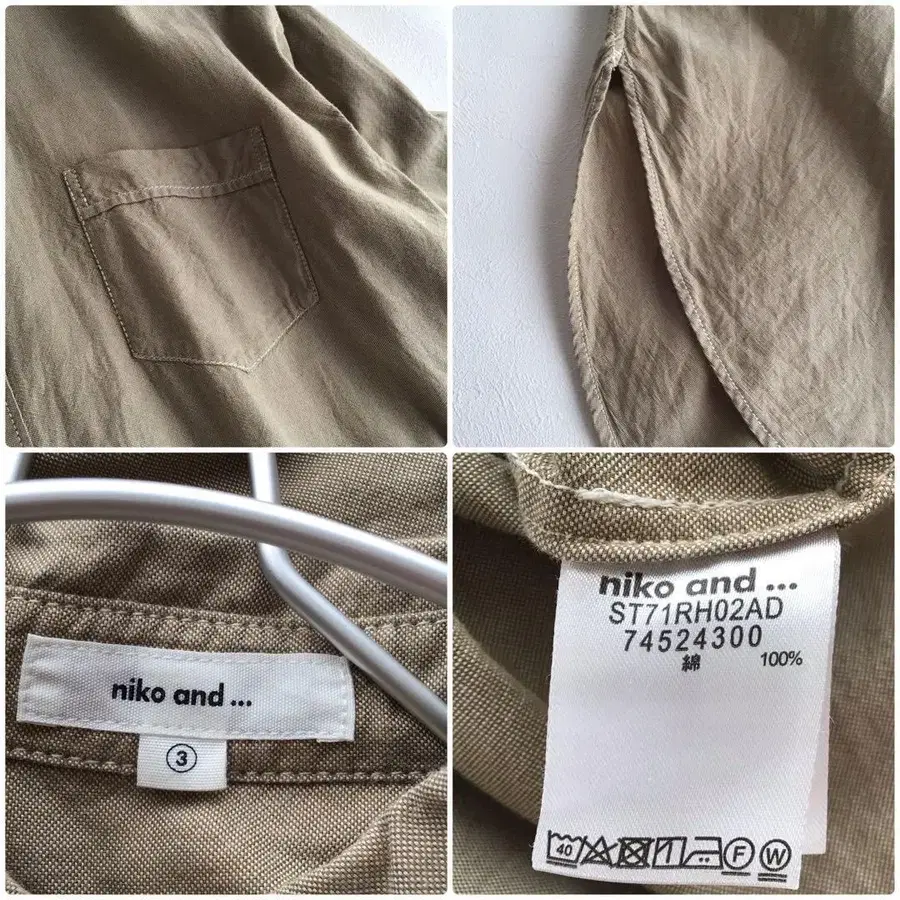 niko and ...
3
niko and ...
ST71RH02AD
74524300
綿 100%
40 F W